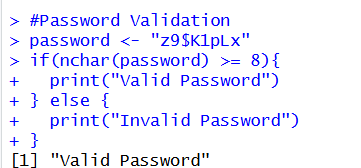 > #Password Validation
> password <- "z9$K1pLx"
> if(nchar(password) >= 8){
+   print("Valid Password")
+ } else {
+   print("Invalid Password")
+ }
[1] "Valid Password"